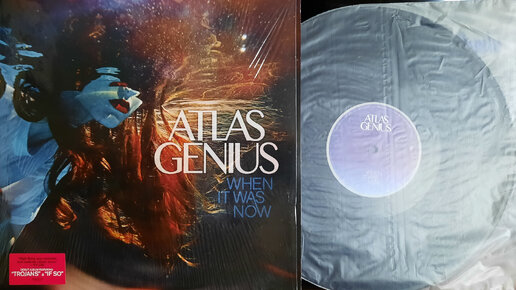 ATLAS
GENIUS
WHEN
IT WAS
NOW
"TROJANS" & "IF SO"
ATLAS
GENIUS